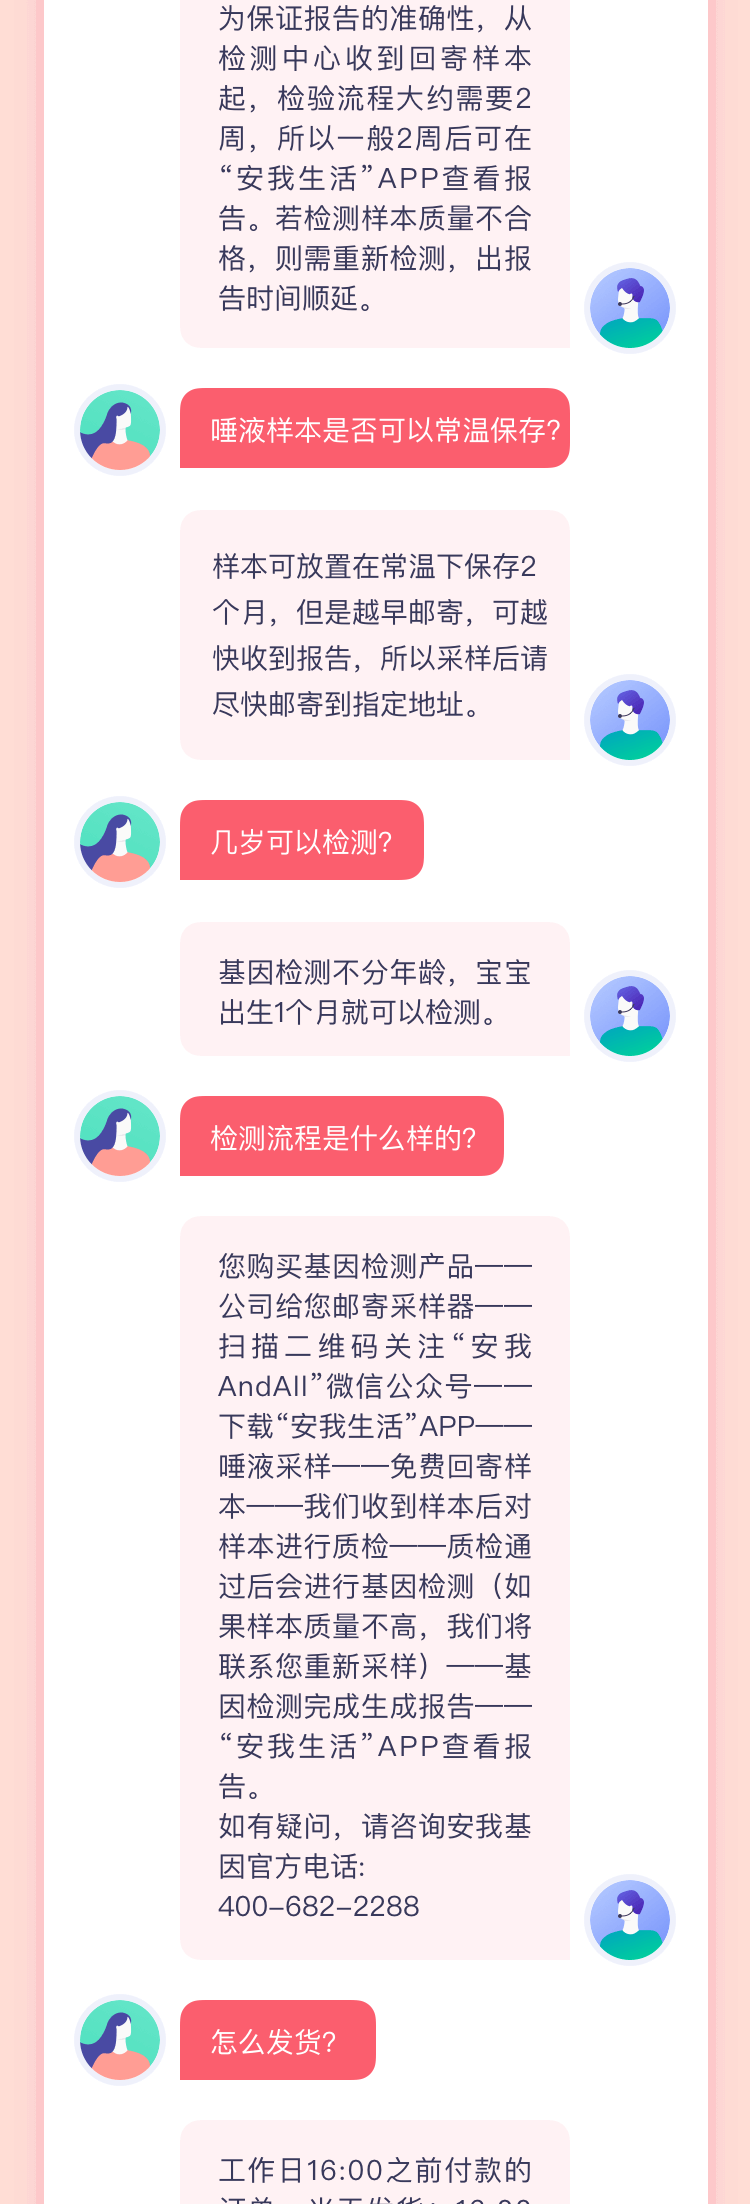 为保证报告的准确性，从
检测中心收到回寄样本
起，检验流程大约需要2
周，所以一般2周后可在
“安我生活”APP查看报
告。若检测样本质量不合
格，则需重新检测，出报
告时间顺延。
唾液样本是否可以常温保存?
样本可放置在常温下保存2
个月，但是越早邮寄，可越
快收到报告，所以采样后请
尽快邮寄到指定地址。
几岁可以检测?
基因检测不分年龄，宝宝
出生1个月就可以检测。
检测流程是什么样的?
您购买基因检测产品——
公司给您邮寄采样器——
扫描二维码关注“安我
AndAll”微信公众号——
下载“安我生活”APP——
唾液采样——免费回寄样
本——我们收到样本后对
样本进行质检——质检通
过后会进行基因检测（如
果样本质量不高，我们将
联系您重新采样）——基
因检测完成生成报告——
“安我生活”APP查看报
告。
如有疑问，请咨询安我基
因官方电话:
400-682-2288
怎么发货?
工作日16:00之前付款的